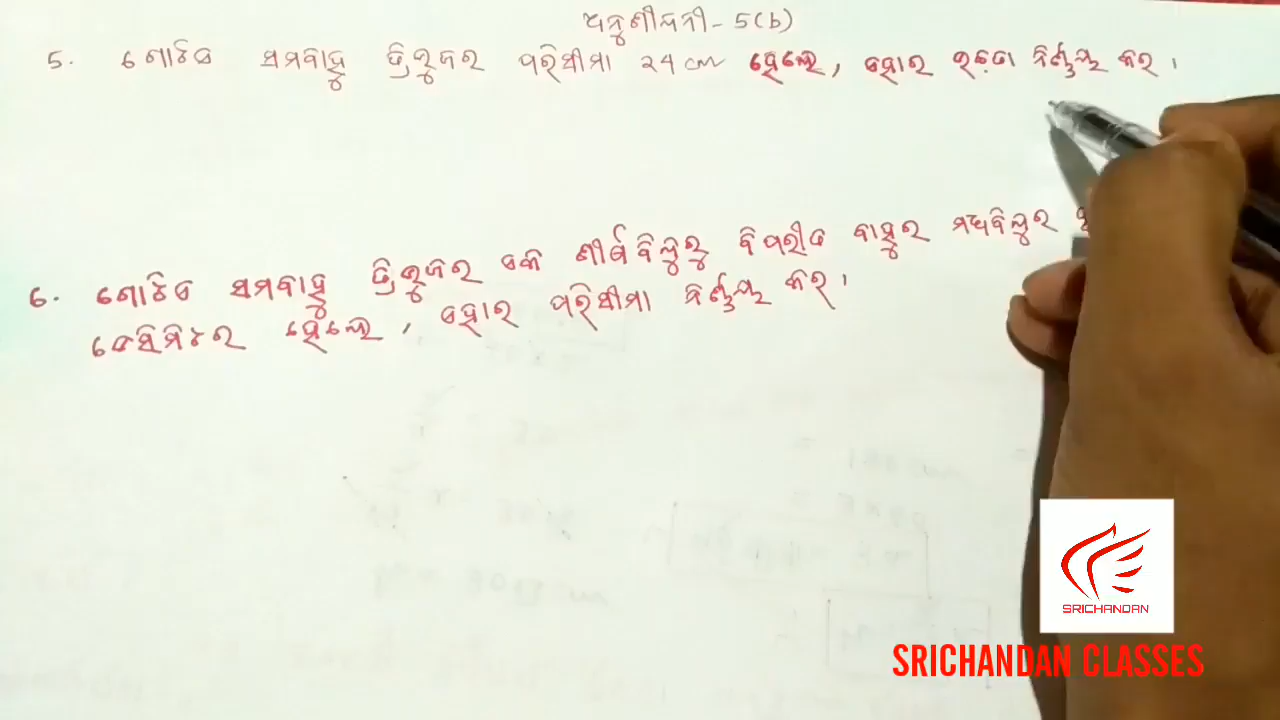 ଅନୁଶୀଳନୀ - 5(b)
5. ଗୋଟିଏ ସମବାହୁ ତ୍ରିଭୁଜର ପରିସୀମା 24 cm ହେଲେ, ତାହାର ଉଚ୍ଚତା ନିର୍ଣ୍ଣୟ କର ।
6. ଗୋଟିଏ ସମବାହୁ ତ୍ରିଭୁଜର ଏକ ଶୀର୍ଷବିନ୍ଦୁରୁ ବିପରୀତ ବାହୁର ମଧ୍ୟବିନ୍ଦୁର
ସେମିମିଟର ହେଲେ, ତାହାର ପରିସୀମା ନିର୍ଣ୍ଣୟ କର ।
SRICHANDAN
SRICHANDAN CLASSES